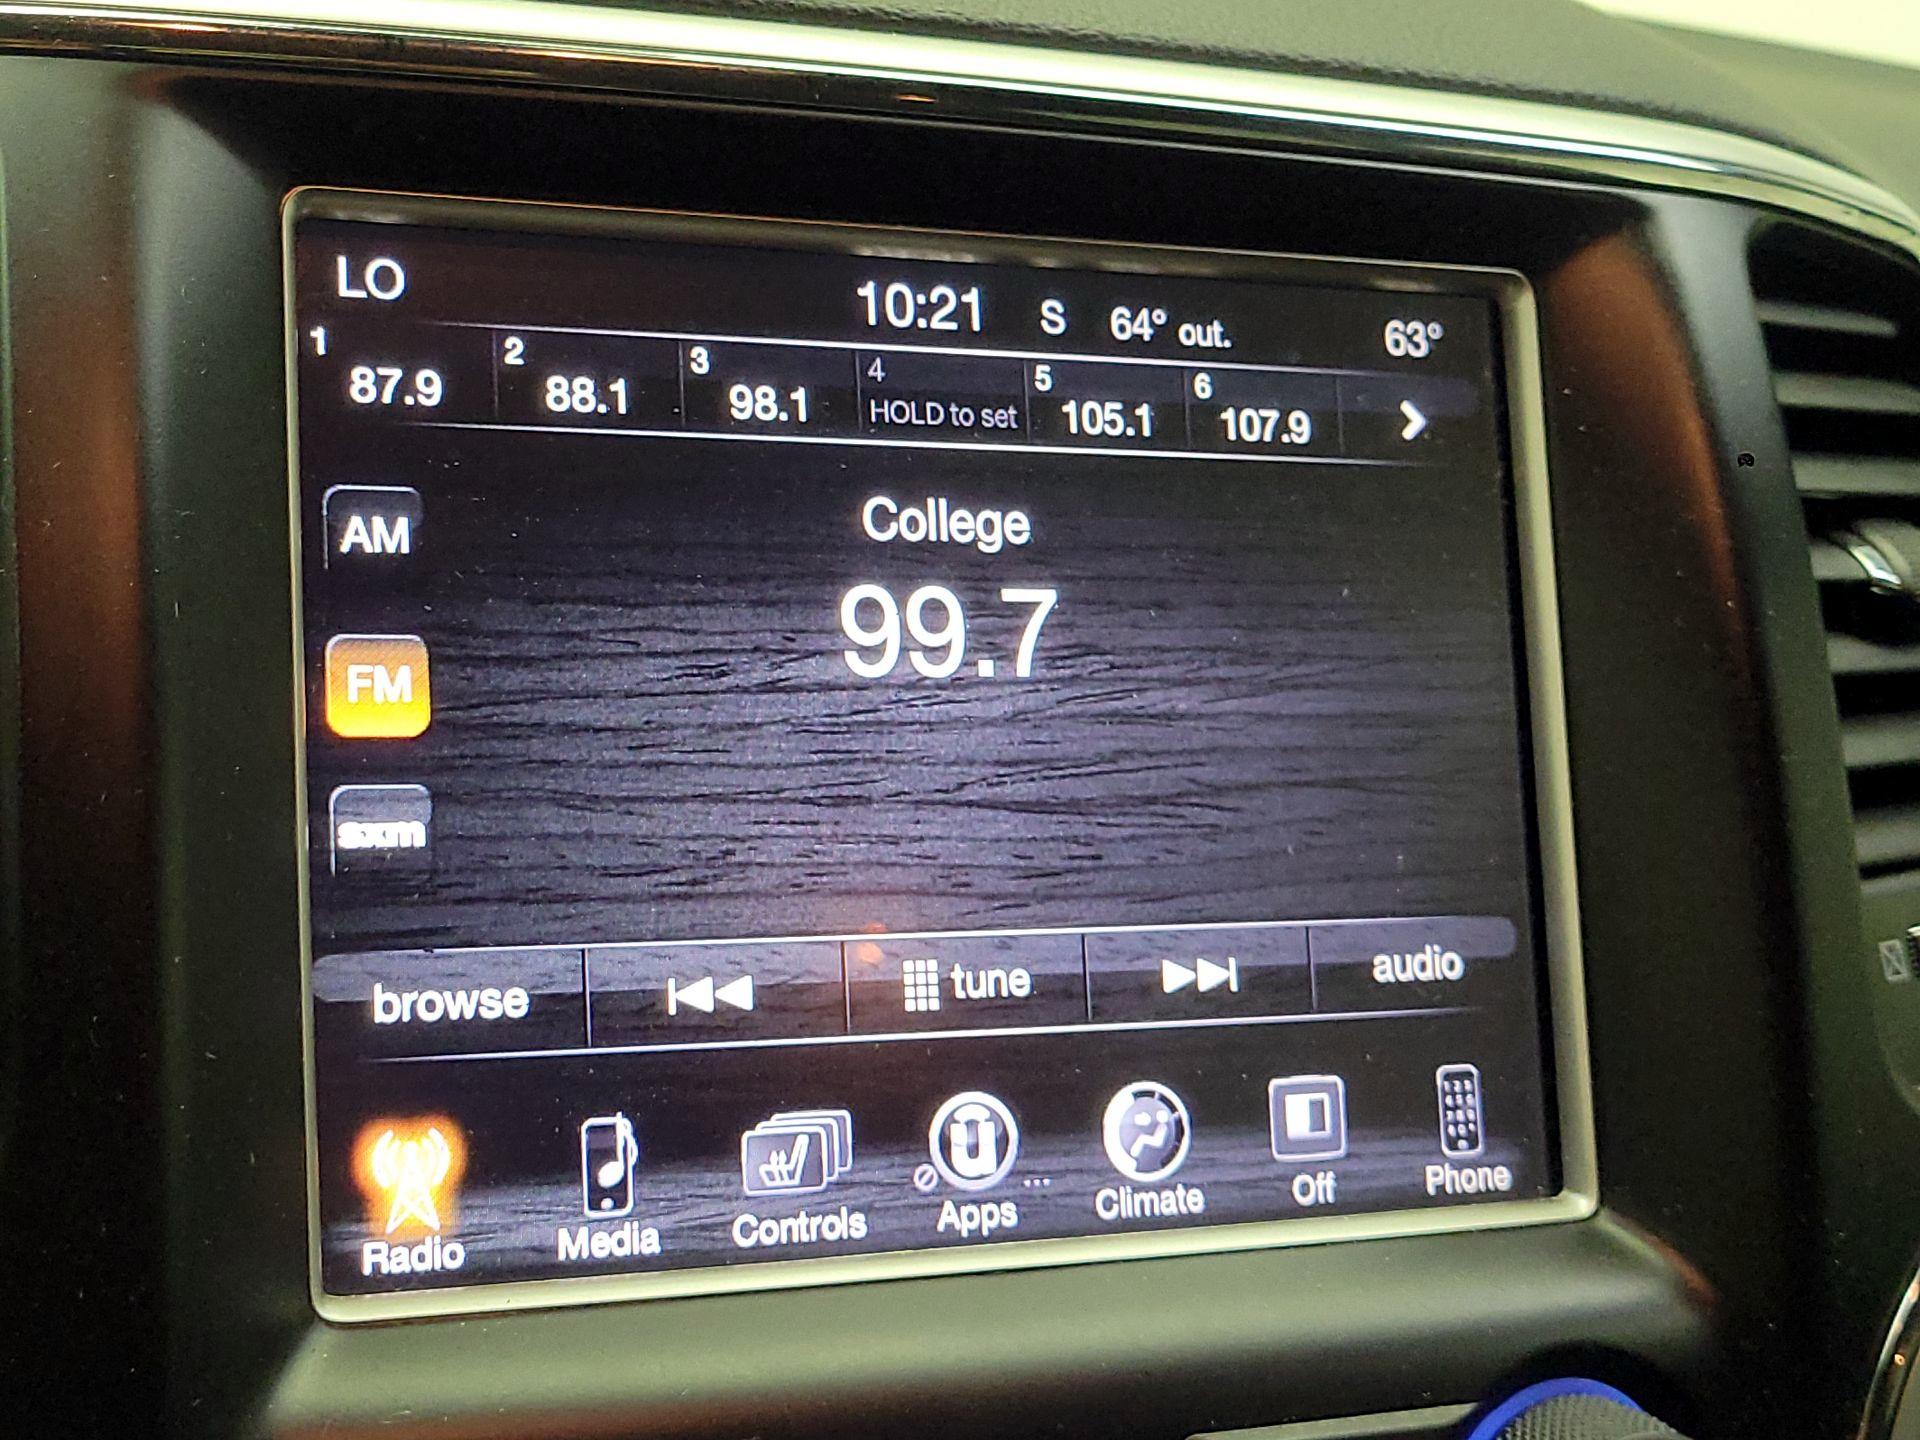 LO 10:21 S 64° out. 63°
1 87.9 2 88.1 3 98.1 4 HOLD to set 5 105.1 6 107.9
College
AM
99.7
FM
sxm
browse tune audio
Radio Media Controls Apps ... Climate Off Phone